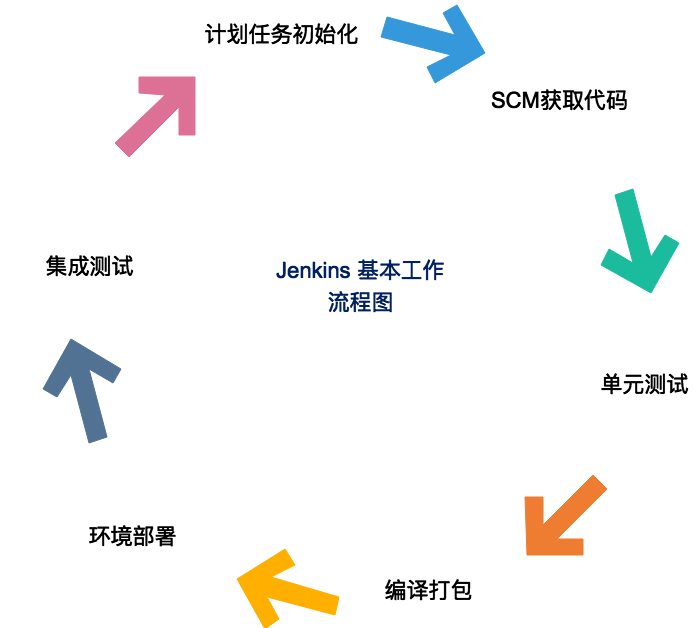 计划任务初始化
SCM获取代码
集成测试
Jenkins 基本工作
流程图
单元测试
环境部署
编译打包